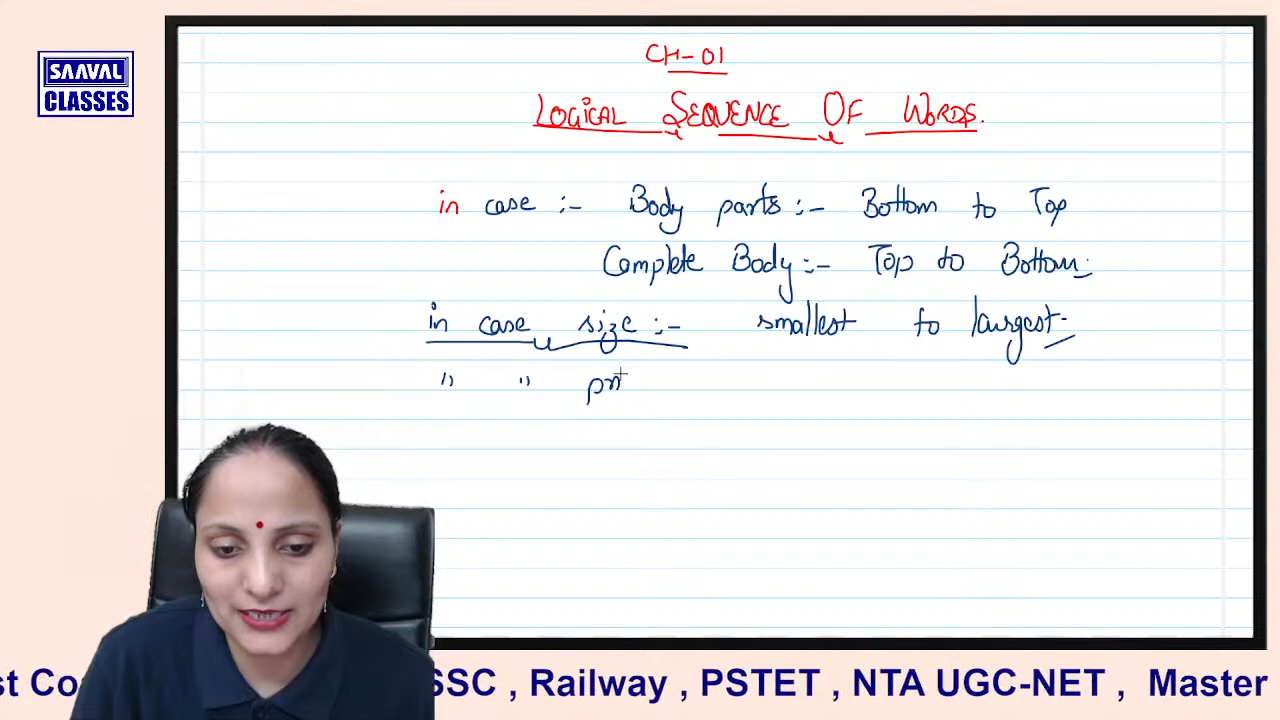 SAAVAL
CLASSES
CH-01
LOGICAL SEQUENCE OF WORDS.
in case :- Body parts :- Bottom to Top
Complete Body :- Top to Bottom.
in case size :- smallest to largest.
" "
st Co SSC , Railway , PSTET , NTA UGC-NET , Master